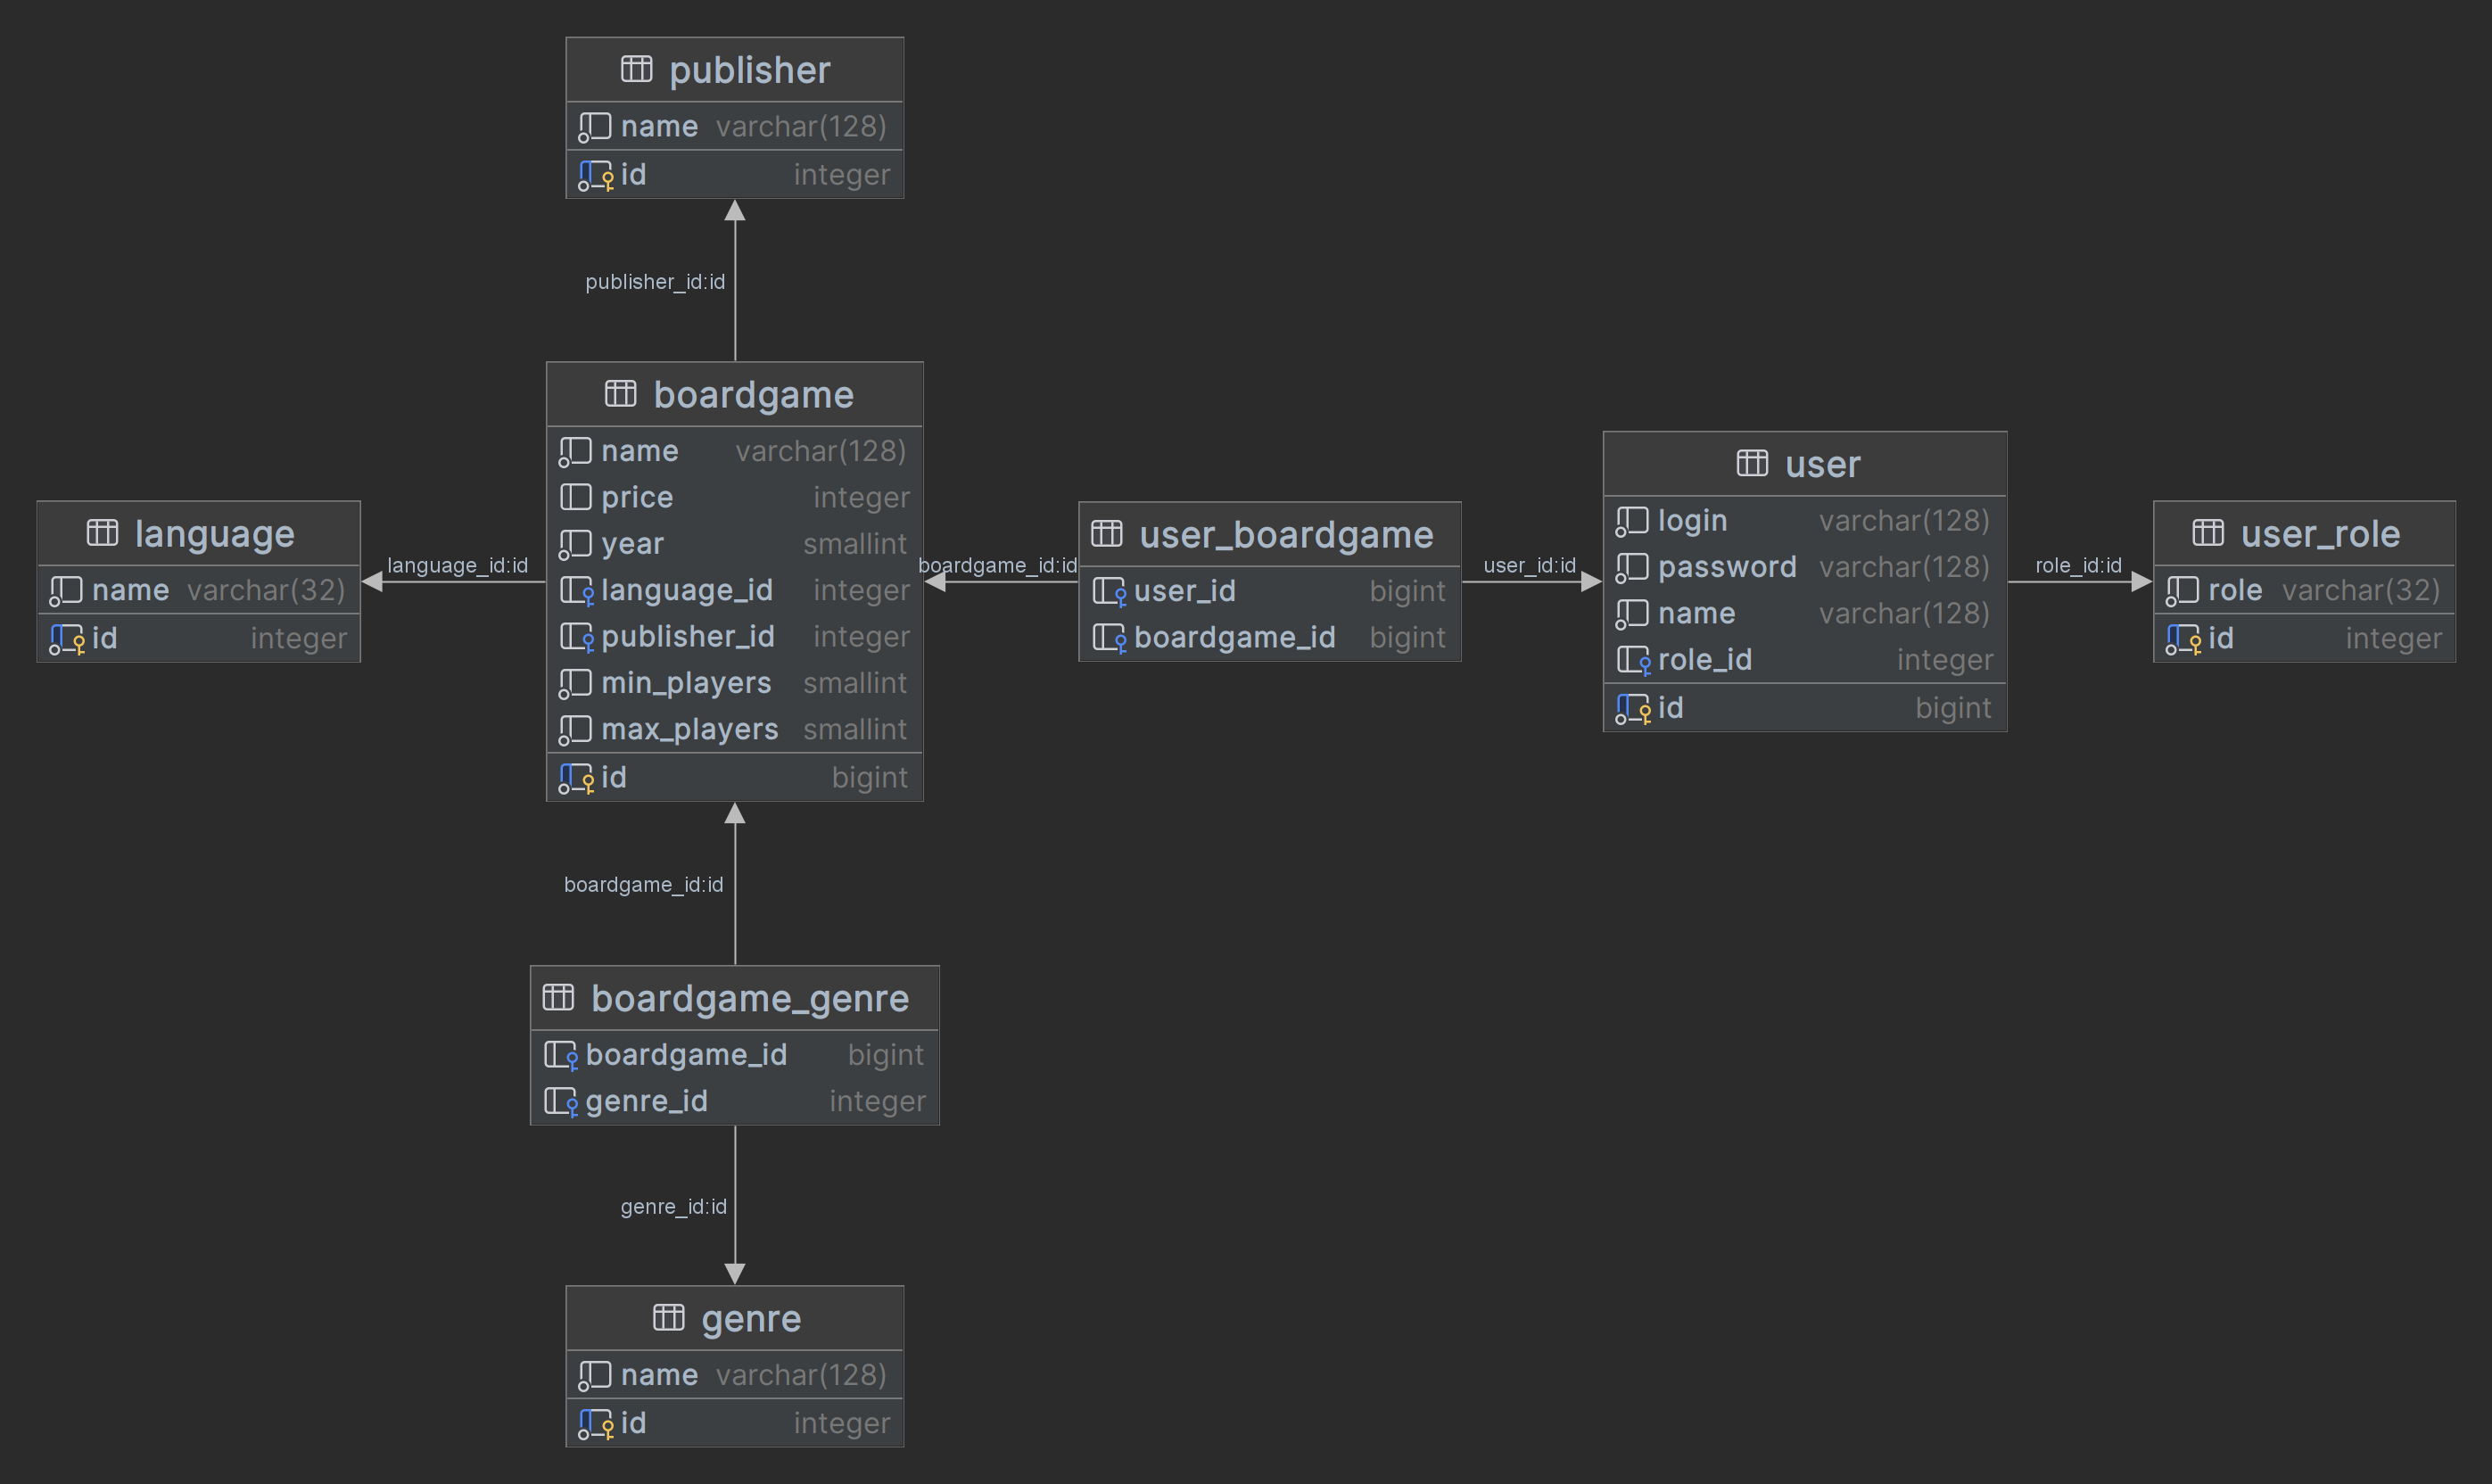 publisher
name varchar(128)
id integer
publisher_id:id
boardgame
name varchar(128)
price integer
year smallint
language_id integer
publisher_id integer
min_players smallint
max_players smallint
id bigint
language
name varchar(32)
id integer
language_id:id
boardgame_id:id
user_boardgame
user_id bigint
boardgame_id bigint
user_id:id
user
login varchar(128)
password varchar(128)
name varchar(128)
role_id integer
id bigint
role_id:id
user_role
role varchar(32)
id integer
boardgame_id:id
boardgame_genre
boardgame_id bigint
genre_id integer
genre_id:id
genre
name varchar(128)
id integer